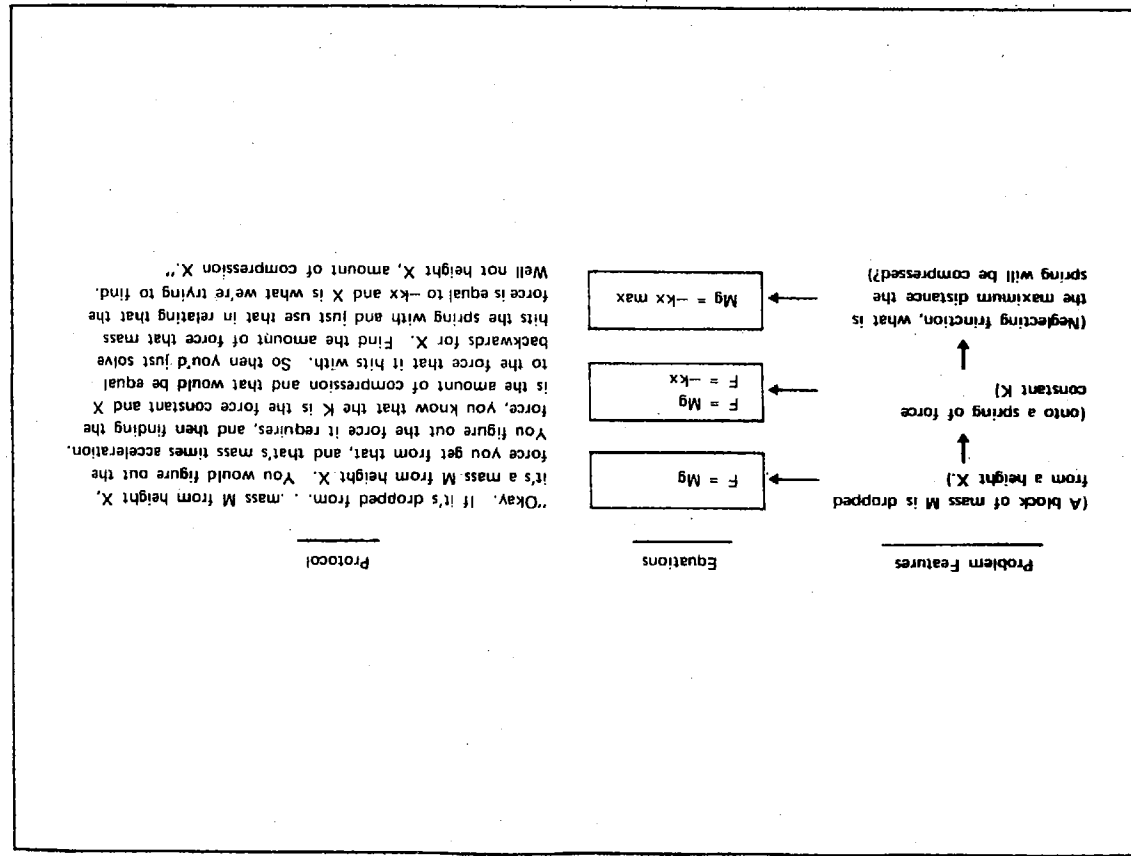 Problem Features
Equations
Protocol
(A block of mass M is dropped
from a height X.)
(onto a spring of force
constant K)
(Neglecting frinction, what is
the maximum distance the
spring will be compressed?)
F = Mg
F = Mg
F = –kx
Mg = –kx max
"Okay. If it's dropped from. . .mass M from height X,
it's a mass M from height X. You would figure out the
force you get from that, and that's mass times acceleration.
You figure out the force it requires, and then finding the
force, you know that the K is the force constant and X
is the amount of compression and that would be equal
to the force that it hits with. So then you'd just solve
backwards for X. Find the amount of force that mass
hits the spring with and just use that in relating that the
force is equal to –kx and X is what we're trying to find.
Well not height X, amount of compression X."